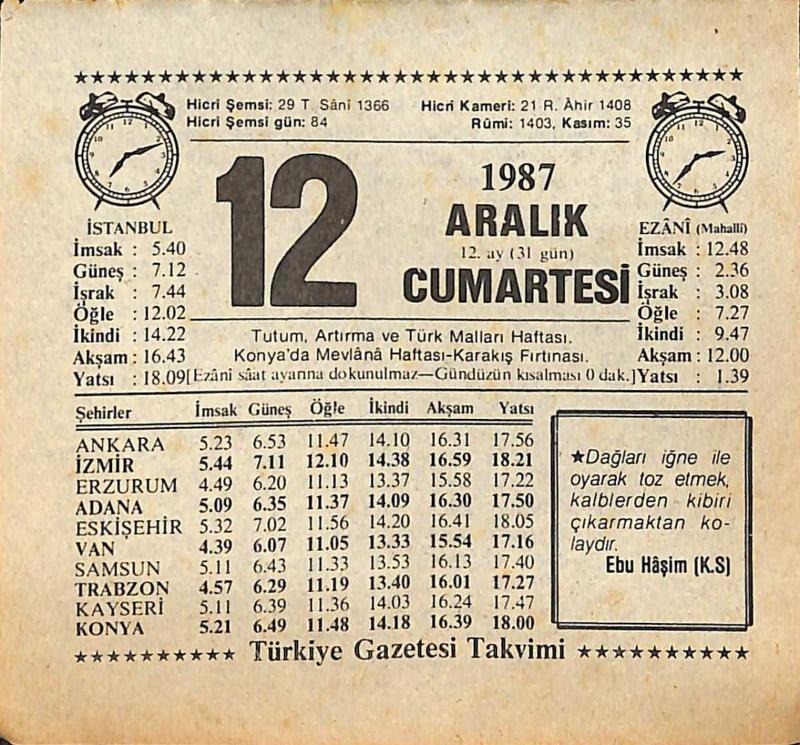 Hicri Şemsî: 29 T. Sânî 1366 Hicrî Kamerî: 21 R. Âhir 1408
Hicri Şemsî gün: 84 Rûmi: 1403, Kasım: 35
12
1987
ARALIK
12. ay (31 gün)
CUMARTESİ
İSTANBUL
İmsak : 5.40
Güneş : 7.12
İşrak : 7.44
Öğle : 12.02
İkindi : 14.22
Akşam : 16.43
Yatsı : 18.09
EZÂNÎ (Mahallî)
İmsak : 12.48
Güneş : 2.36
İşrak : 3.08
Öğle : 7.27
İkindi : 9.47
Akşam : 12.00
Yatsı : 1.39
Tutum, Artırma ve Türk Malları Haftası.
Konya'da Mevlânâ Haftası-Karakış Fırtınası.
[Ezânî sâat ayarına dokunulmaz—Gündüzün kısalması 0 dak.]
Şehirler İmsak Güneş Öğle İkindi Akşam Yatsı
ANKARA 5.23 6.53 11.47 14.10 16.31 17.56
İZMİR 5.44 7.11 12.10 14.38 16.59 18.21
ERZURUM 4.49 6.20 11.13 13.37 15.58 17.22
ADANA 5.09 6.35 11.37 14.09 16.30 17.50
ESKİŞEHİR 5.32 7.02 11.56 14.20 16.41 18.05
VAN 4.39 6.07 11.05 13.33 15.54 17.16
SAMSUN 5.11 6.43 11.33 13.53 16.13 17.40
TRABZON 4.57 6.29 11.19 13.40 16.01 17.27
KAYSERİ 5.11 6.39 11.36 14.03 16.24 17.47
KONYA 5.21 6.49 11.48 14.18 16.39 18.00
★Dağları iğne ile
oyarak toz etmek,
kalblerden kibiri
çıkarmaktan ko-
laydır.
Ebu Hâşim (K.S)
Türkiye Gazetesi Takvimi